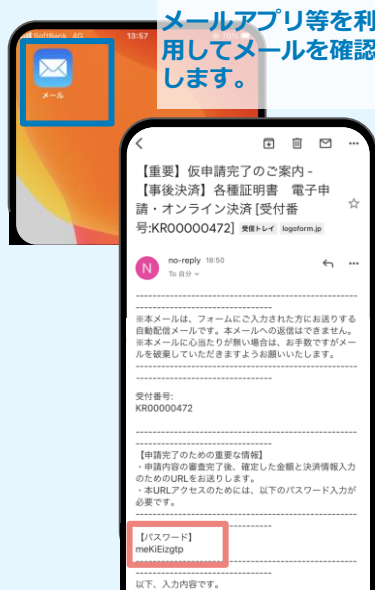 メールアプリ等を利
用してメールを確認
します。
SoftBank 4G
13:57
70%
メール
【重要】仮申請完了のご案内 -
【事後決済】各種証明書　電子申
請・オンライン決済 [受付番
号:KR00000472] 受信トレイ logoform.jp
N
no-reply 18:50
To 自分
----------------------------------------------------------
-----------------------------------
※本メールは、フォームにご入力された方にお送りする
自動配信メールです。本メールへの返信はできません。
※本メールに心当たりが無い場合は、お手数ですがメー
ルを破棄していただきますようお願いいたします。
----------------------------------------------------------
-----------------------------------
受付番号:
KR00000472
----------------------------------------------------------
-----------------------------------
【申請完了のための重要な情報】
・申請内容の審査完了後、確定した金額と決済情報入力
のためのURLをお送りします。
・本URLアクセスのためには、以下のパスワード入力が
必要です。
----------------------------------------------------------
-----------------------------------
【パスワード】
meKiEizgtp
----------------------------------------------------------
-----------------------------------
以下、入力内容です。